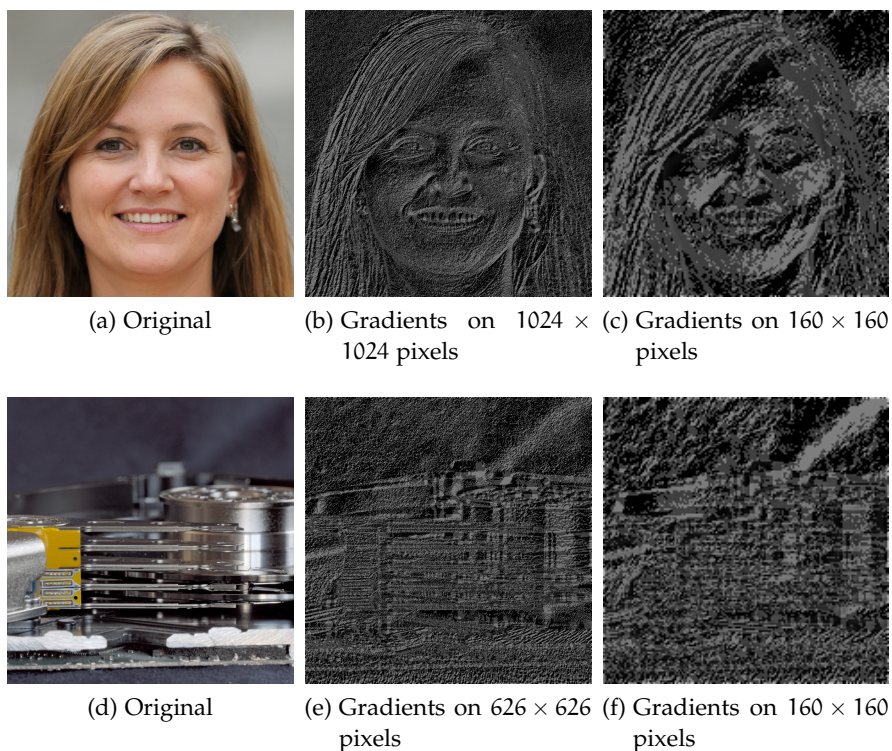 (a) Original
(b) Gradients on 1024 ×
1024 pixels
(c) Gradients on 160 × 160
pixels
(d) Original
(e) Gradients on 626 × 626
pixels
(f) Gradients on 160 × 160
pixels